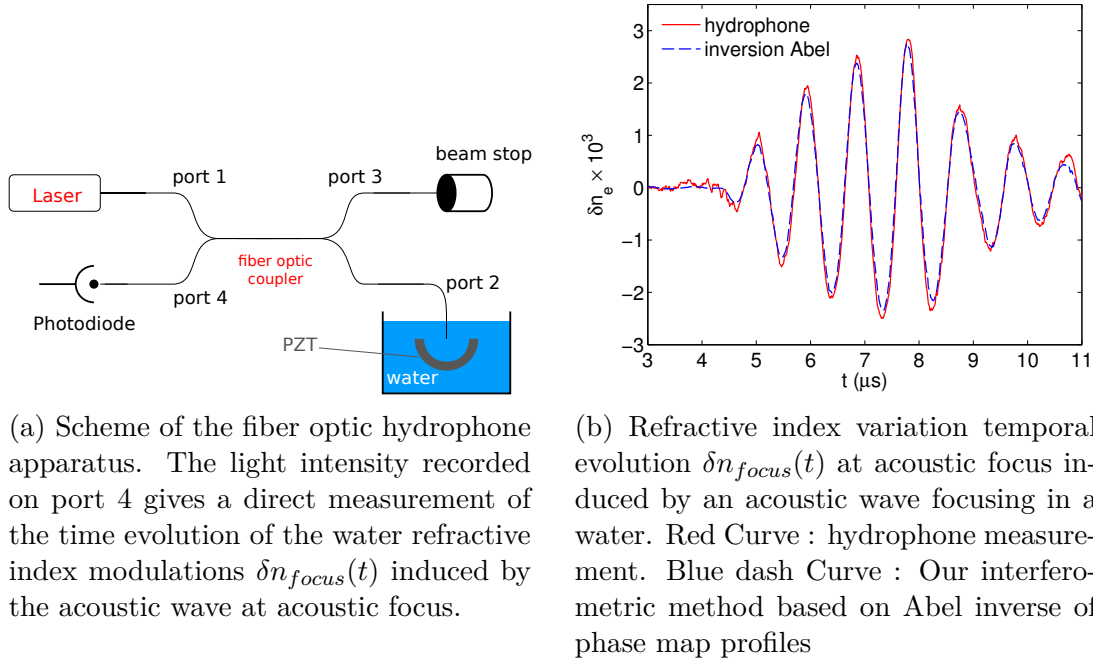 port 1
port 3
beam stop
Laser
fiber optic
coupler
port 4
port 2
Photodiode
PZT
water
(a) Scheme of the fiber optic hydrophone
apparatus. The light intensity recorded
on port 4 gives a direct measurement of
the time evolution of the water refractive
index modulations δn_focus(t) induced by
the acoustic wave at acoustic focus.
hydrophone
inversion Abel
δn_e × 10^3
3
2
1
0
−1
−2
−3
3 4 5 6 7 8 9 10 11
t (μs)
(b) Refractive index variation temporal
evolution δn_focus(t) at acoustic focus in-
duced by an acoustic wave focusing in a
water. Red Curve : hydrophone measure-
ment. Blue dash Curve : Our interfero-
metric method based on Abel inverse of
phase map profiles